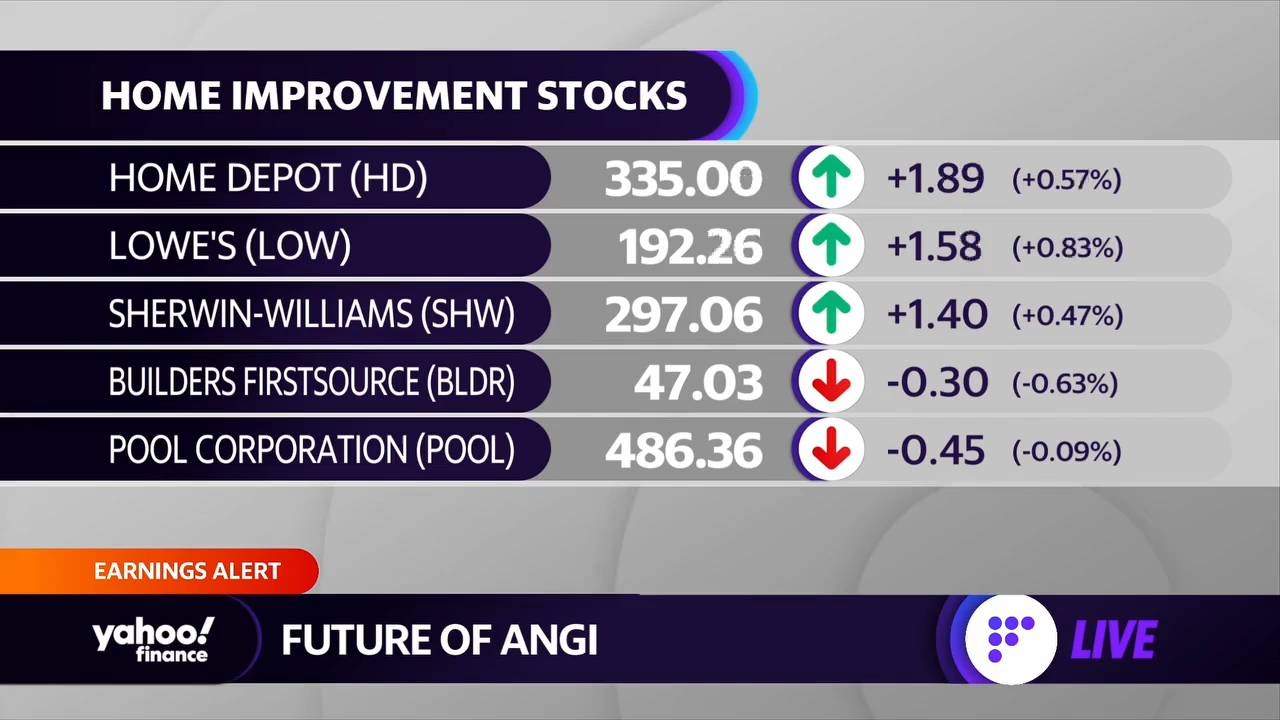 HOME IMPROVEMENT STOCKS
HOME DEPOT (HD) 335.00 +1.89 (+0.57%)
LOWE'S (LOW) 192.26 +1.58 (+0.83%)
SHERWIN-WILLIAMS (SHW) 297.06 +1.40 (+0.47%)
BUILDERS FIRSTSOURCE (BLDR) 47.03 -0.30 (-0.63%)
POOL CORPORATION (POOL) 486.36 -0.45 (-0.09%)
EARNINGS ALERT
yahoo!
finance
FUTURE OF ANGI
LIVE